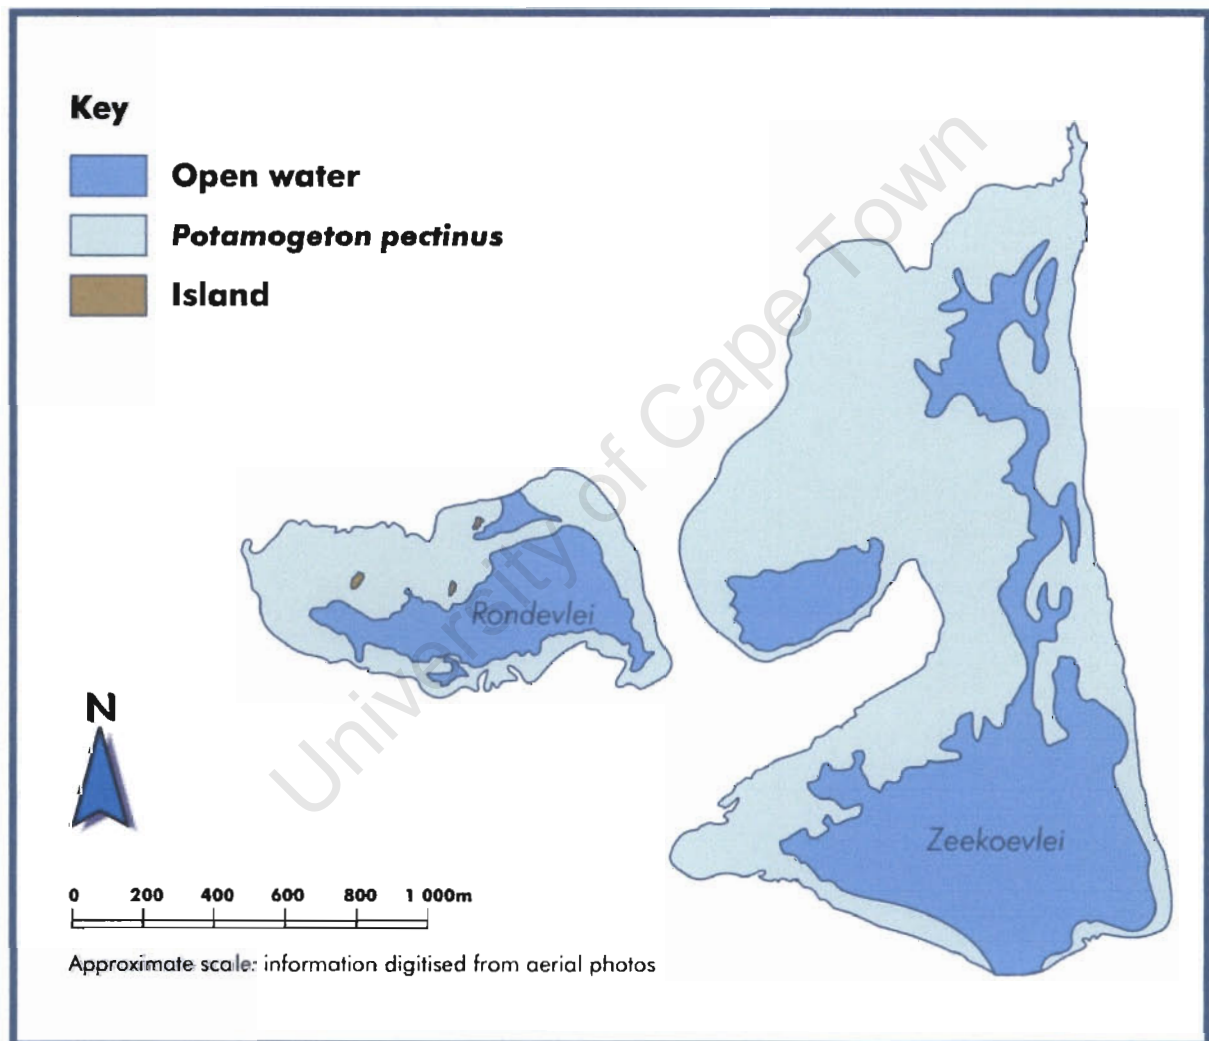 Key
Open water
Potamogeton pectinus
Island
Rondevlei
Zeekoevlei
University of Cape Town
N
0 200 400 600 800 1 000m
Approximate scale: information digitised from aerial photos